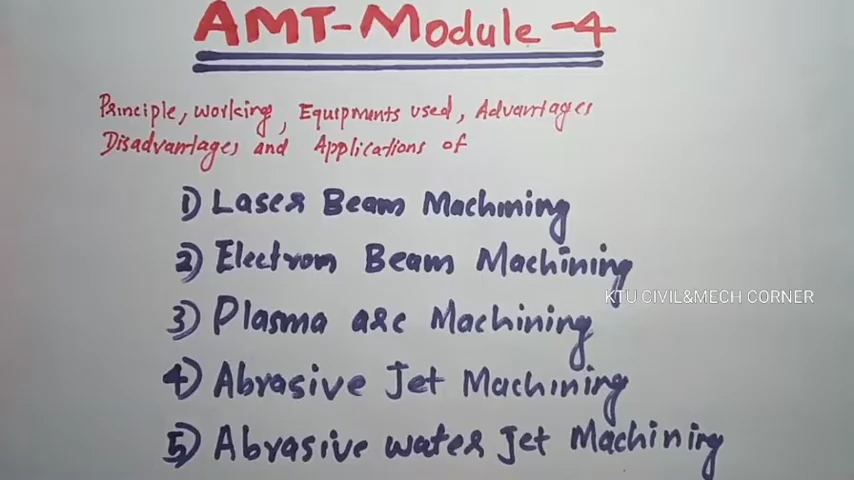 AMT-Module-4
Principle, working, Equipments used, Advantages
Disadvantages and Applications of
1) Laser Beam Machining
2) Electron Beam Machining
KTU CIVIL&MECH CORNER
3) Plasma arc Machining
4) Abrasive Jet Machining
5) Abrasive water Jet Machining